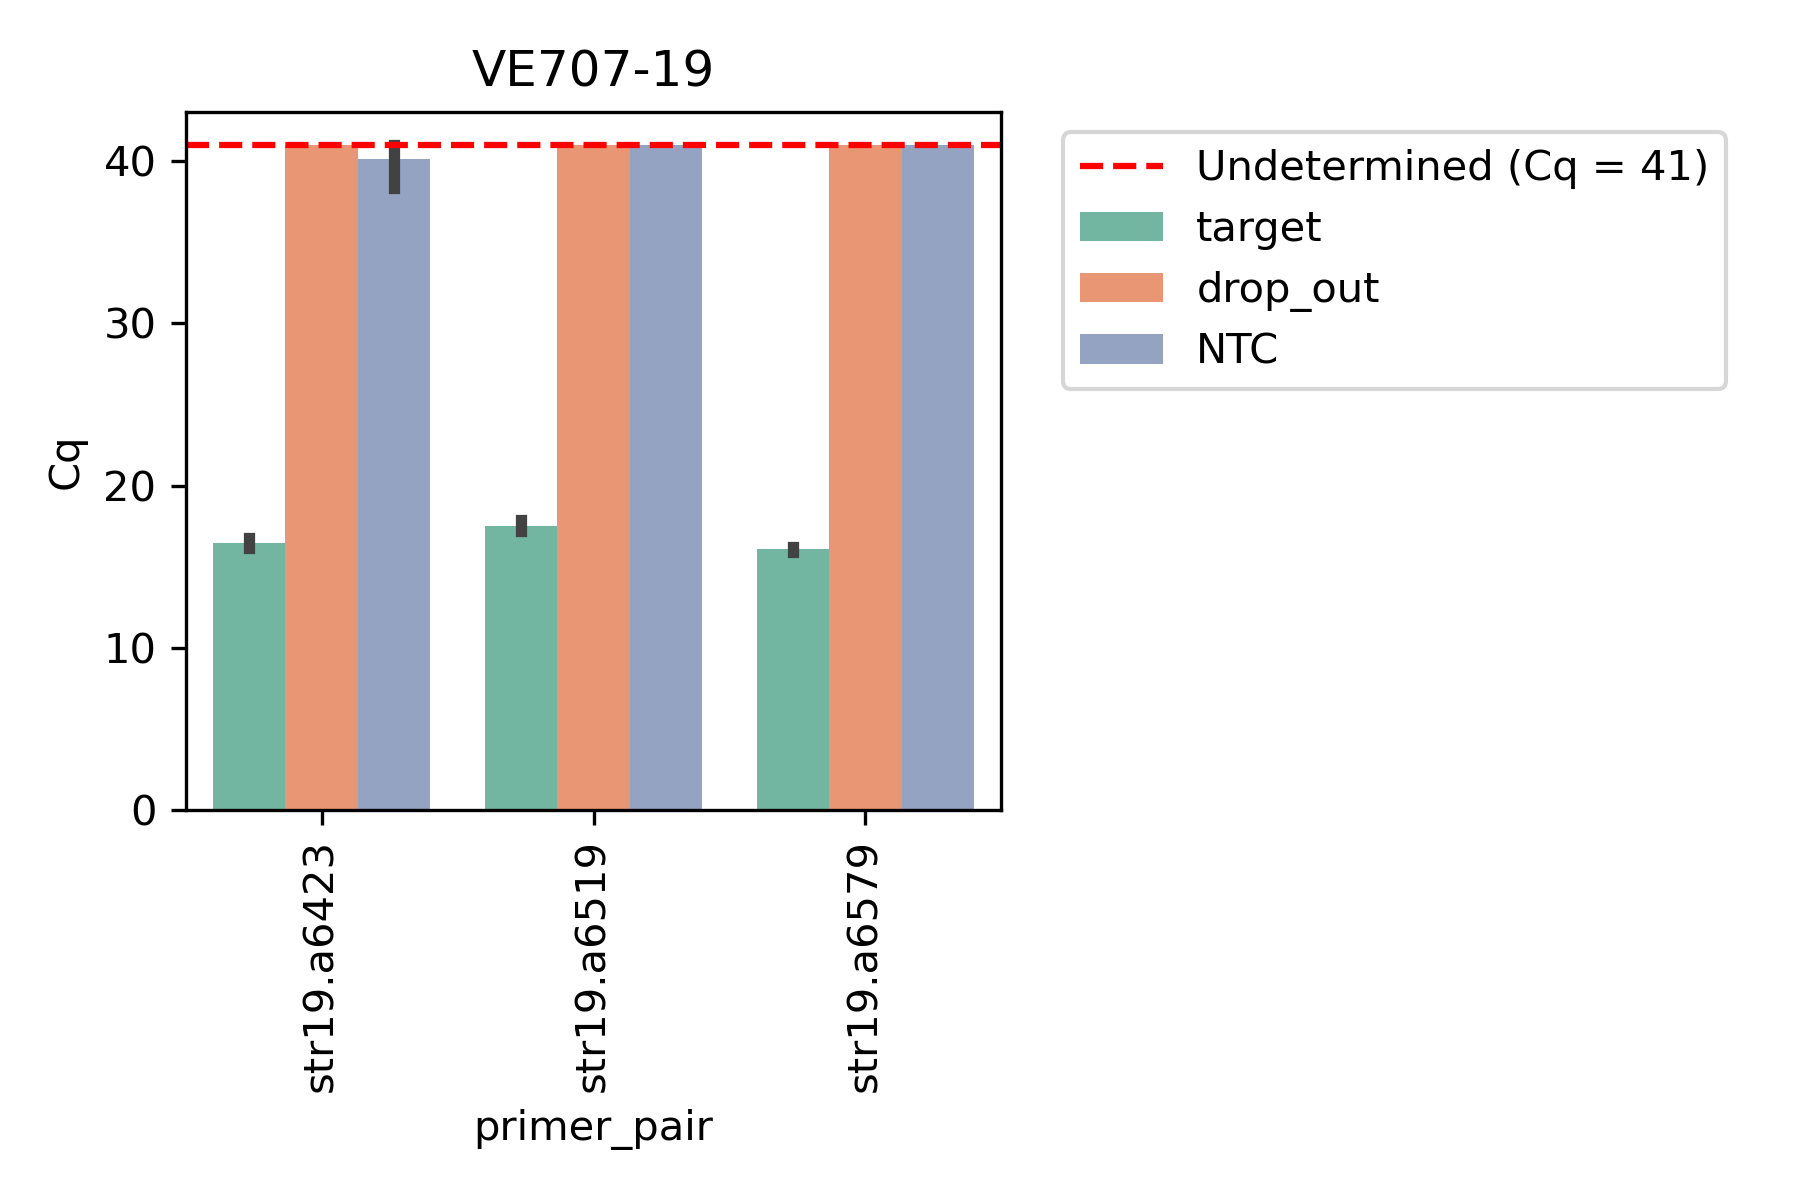 VE707-19
Cq
40
30
20
10
0
str19.a6423
str19.a6519
str19.a6579
primer_pair
Undetermined (Cq = 41)
target
drop_out
NTC